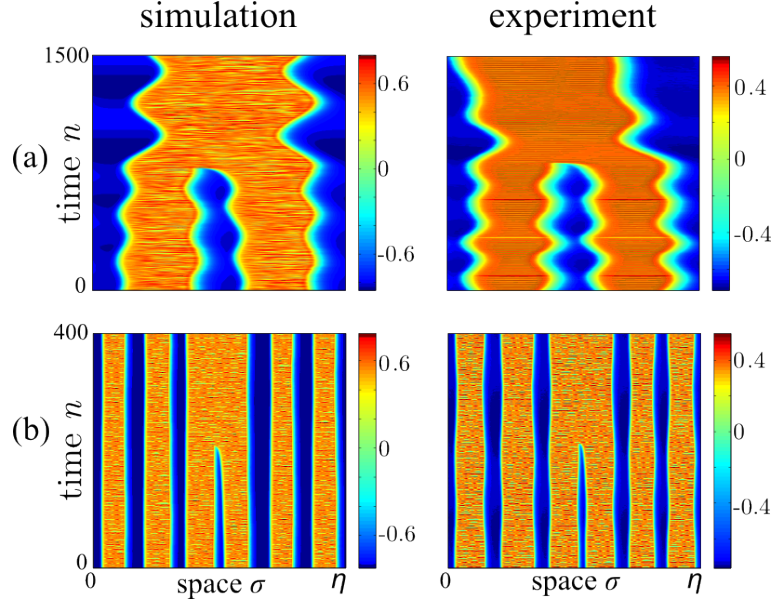 simulation experiment
1500
0.6 0.4
(a) time n 0 0
-0.6 -0.4
0
400
0.6 0.4
(b) time n 0 0
-0.6 -0.4
0
0 space σ η 0 space σ η